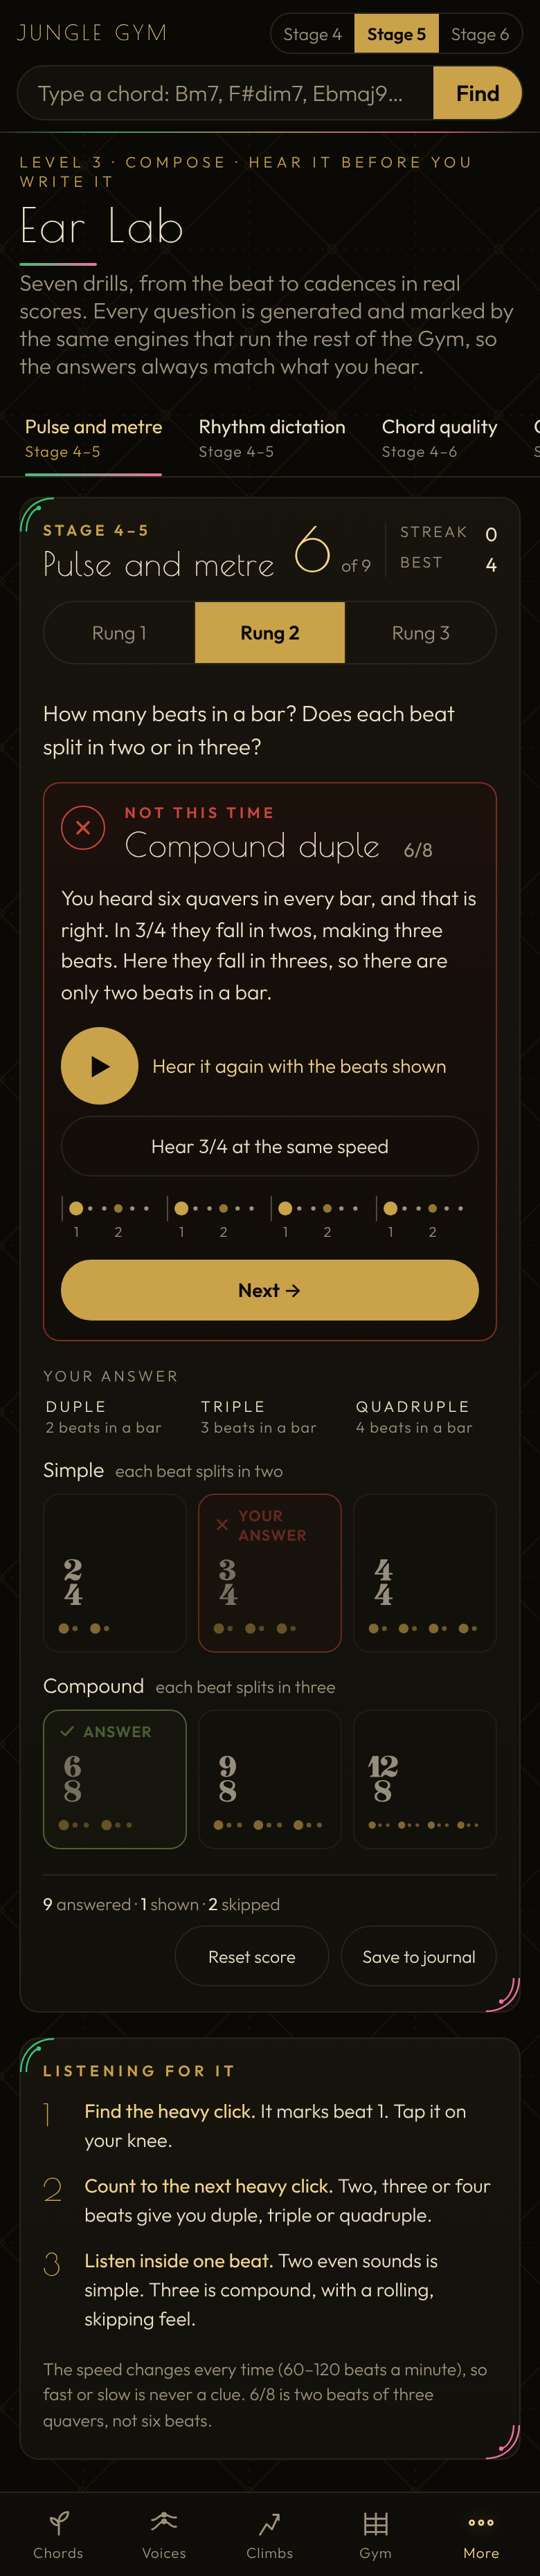 JUNGLE GYM
Stage 4
Stage 5
Stage 6
Type a chord: Bm7, F#dim7, Ebmaj9...
Find
LEVEL 3 · COMPOSE · HEAR IT BEFORE YOU
WRITE IT
Ear Lab
Seven drills, from the beat to cadences in real
scores. Every question is generated and marked by
the same engines that run the rest of the Gym, so
the answers always match what you hear.
Pulse and metre
Rhythm dictation
Chord quality
Stage 4–5
Stage 4–5
Stage 4–6
STAGE 4–5
Pulse and metre
6 of 9
STREAK 0
BEST 4
Rung 1
Rung 2
Rung 3
How many beats in a bar? Does each beat
split in two or in three?
NOT THIS TIME
Compound duple 6/8
You heard six quavers in every bar, and that is
right. In 3/4 they fall in twos, making three
beats. Here they fall in threes, so there are
only two beats in a bar.
Hear it again with the beats shown
Hear 3/4 at the same speed
1 2 1 2 1 2 1 2
Next →
YOUR ANSWER
DUPLE TRIPLE QUADRUPLE
2 beats in a bar 3 beats in a bar 4 beats in a bar
Simple each beat splits in two
YOUR
ANSWER
2 3 4
4 4 4
Compound each beat splits in three
ANSWER
6 9 12
8 8 8
9 answered · 1 shown · 2 skipped
Reset score
Save to journal
LISTENING FOR IT
1 Find the heavy click. It marks beat 1. Tap it on
your knee.
2 Count to the next heavy click. Two, three or four
beats give you duple, triple or quadruple.
3 Listen inside one beat. Two even sounds is
simple. Three is compound, with a rolling,
skipping feel.
The speed changes every time (60–120 beats a minute), so
fast or slow is never a clue. 6/8 is two beats of three
quavers, not six beats.
Chords
Voices
Climbs
Gym
More